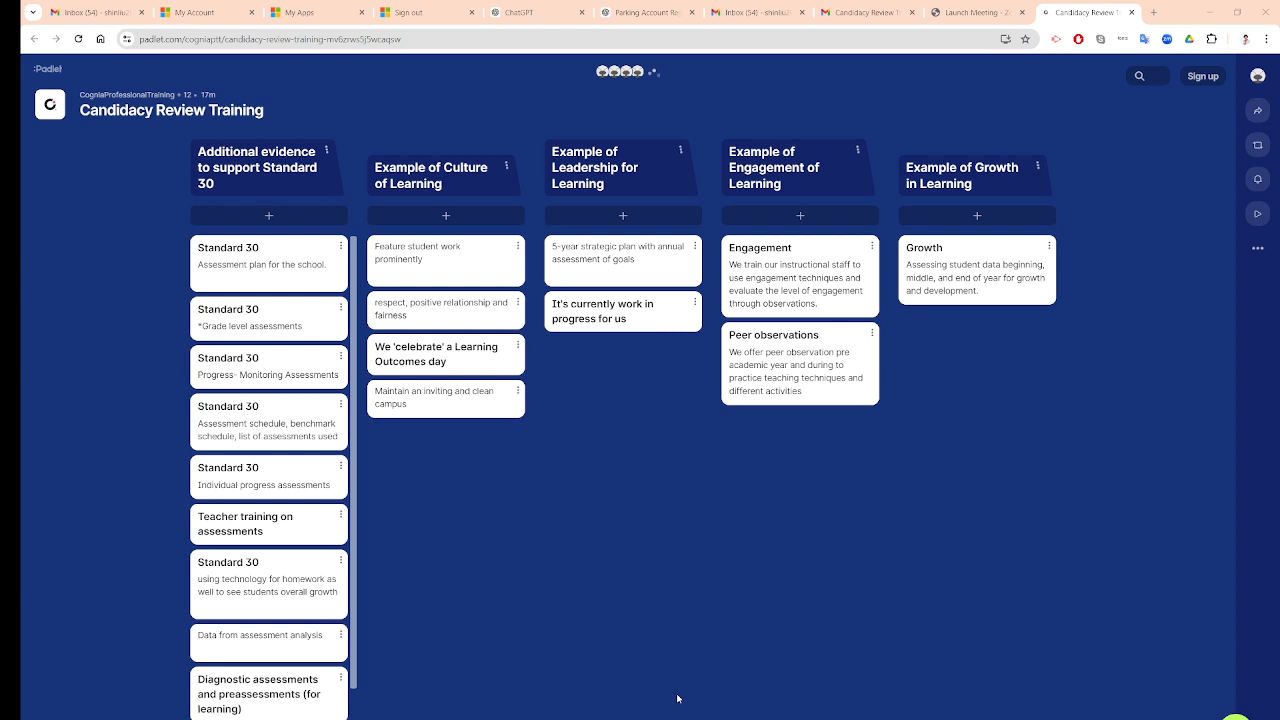 Inbox (54) - shiniiu2
My Account
My Apps
Sign out
ChatGPT
Parking Account Re
Inbox (54) - shiniiu2
Candidacy Review T
Launch Meeting - Z
Candidacy Review T
padlet.com/cogniaptt/candidacy-review-training-mv6zrws5j5wcaqsw
:Padlet
Sign up
CogniaProfessionalTraining + 12 • 17m
Candidacy Review Training
Additional evidence
to support Standard
30
Standard 30
Assessment plan for the school.
Standard 30
*Grade level assessments
Standard 30
Progress- Monitoring Assessments
Standard 30
Assessment schedule, benchmark
schedule, list of assessments used
Standard 30
Individual progress assessments
Teacher training on
assessments
Standard 30
using technology for homework as
well to see students overall growth
Data from assessment analysis
Diagnostic assessments
and preassessments (for
learning)
Example of Culture
of Learning
Feature student work
prominently
respect, positive relationship and
fairness
We 'celebrate' a Learning
Outcomes day
Maintain an inviting and clean
campus
Example of
Leadership for
Learning
5-year strategic plan with annual
assessment of goals
It's currently work in
progress for us
Example of
Engagement of
Learning
Engagement
We train our instructional staff to
use engagement techniques and
evaluate the level of engagement
through observations.
Peer observations
We offer peer observation pre
academic year and during to
practice teaching techniques and
different activities
Example of Growth
in Learning
Growth
Assessing student data beginning,
middle, and end of year for growth
and development.